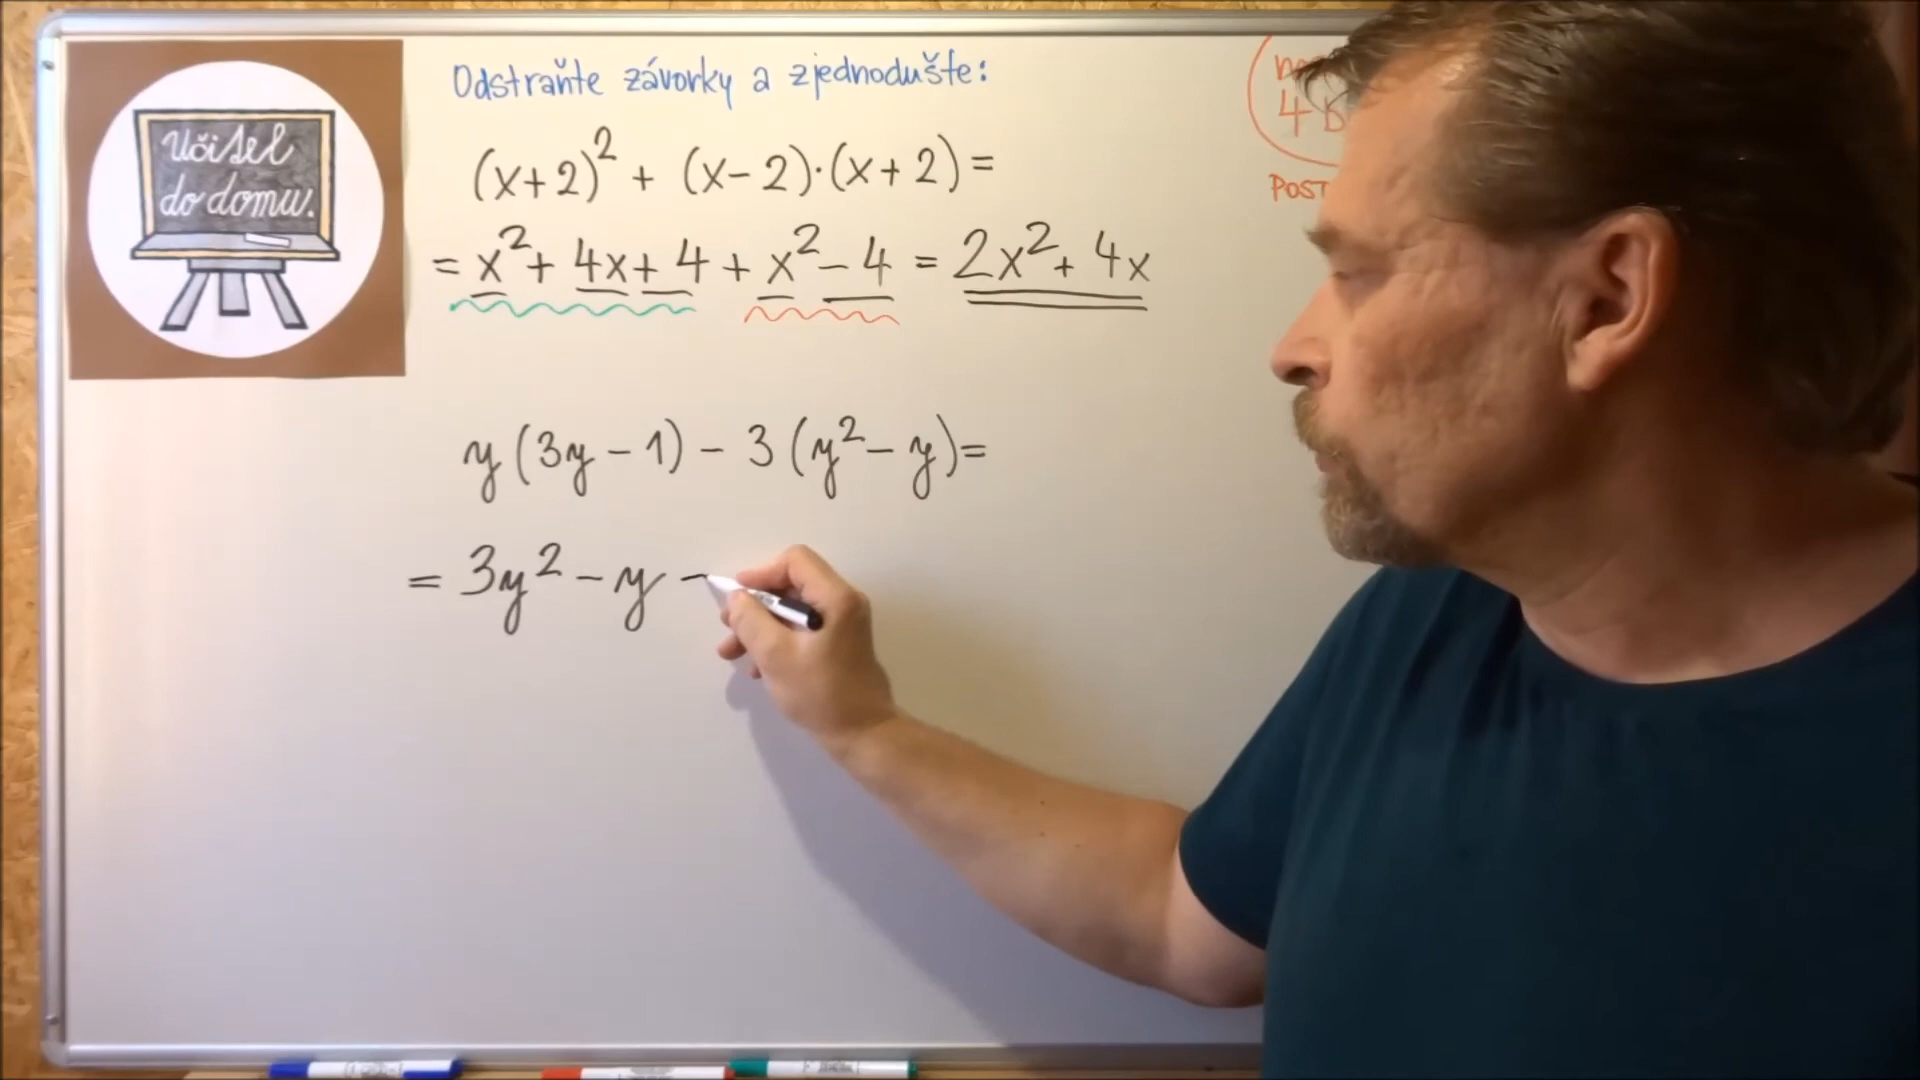 Učitel
do domu.
Odstraňte závorky a zjednodušte:
(x+2)² + (x-2)·(x+2)=
= x² + 4x + 4 + x² - 4 = 2x² + 4x
y(3y-1) - 3(y²-y)=
= 3y² - y -
4
POST